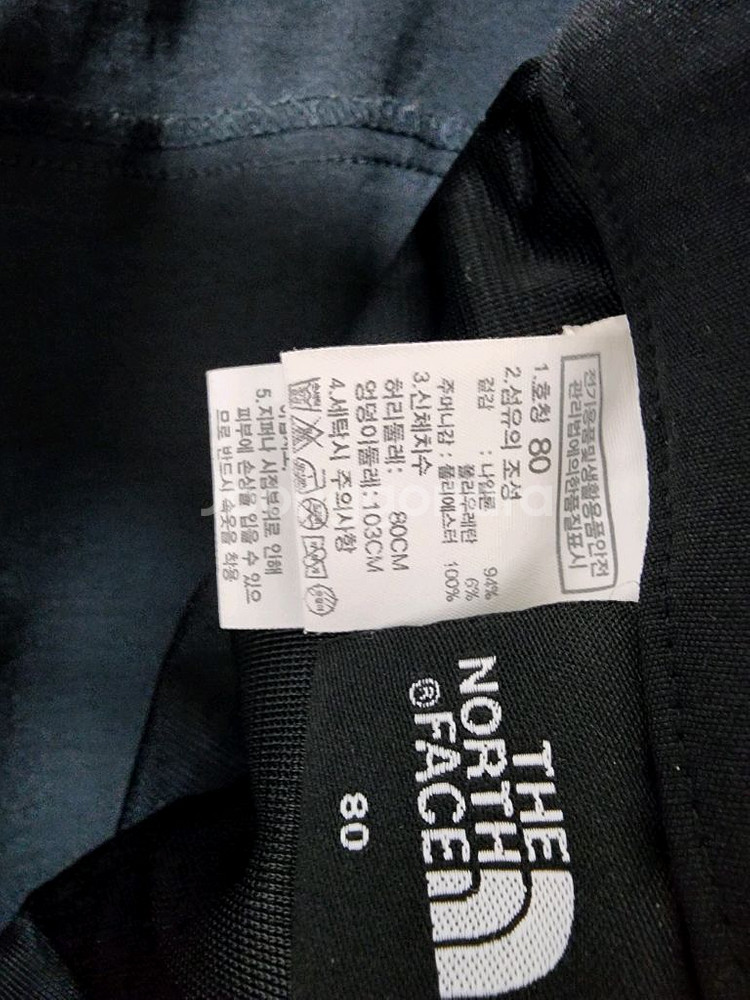 전기용품및생활용품안전
관리법에의한품질표시
1.호칭 80
2.섬유의 조성
겉감 : 나일론 94%
폴리우레탄 6%
주머니감 : 폴리에스터 100%
3.신체치수
허리둘레: 80CM
엉덩이둘레:103CM
4.세탁시 주의사항
5.지퍼나 시접부위로 인해
피부에 손상을 입을 수 있으
므로 반드시 속옷을 착용
THE
NORTH
®FACE
80